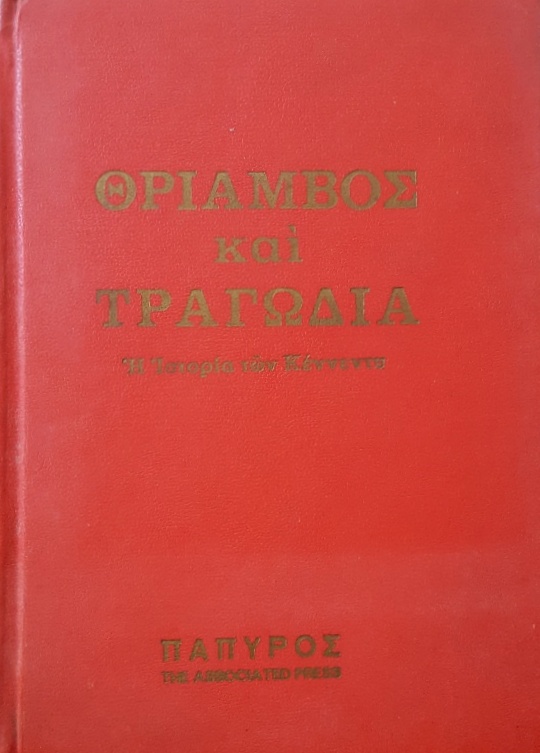 ΘΡΙΑΜΒΟΣ
καὶ
ΤΡΑΓΩΔΙΑ
Ἡ Ἱστορία τῶν Κέννεντυ
ΠΑΠΥΡΟΣ
THE ASSOCIATED PRESS